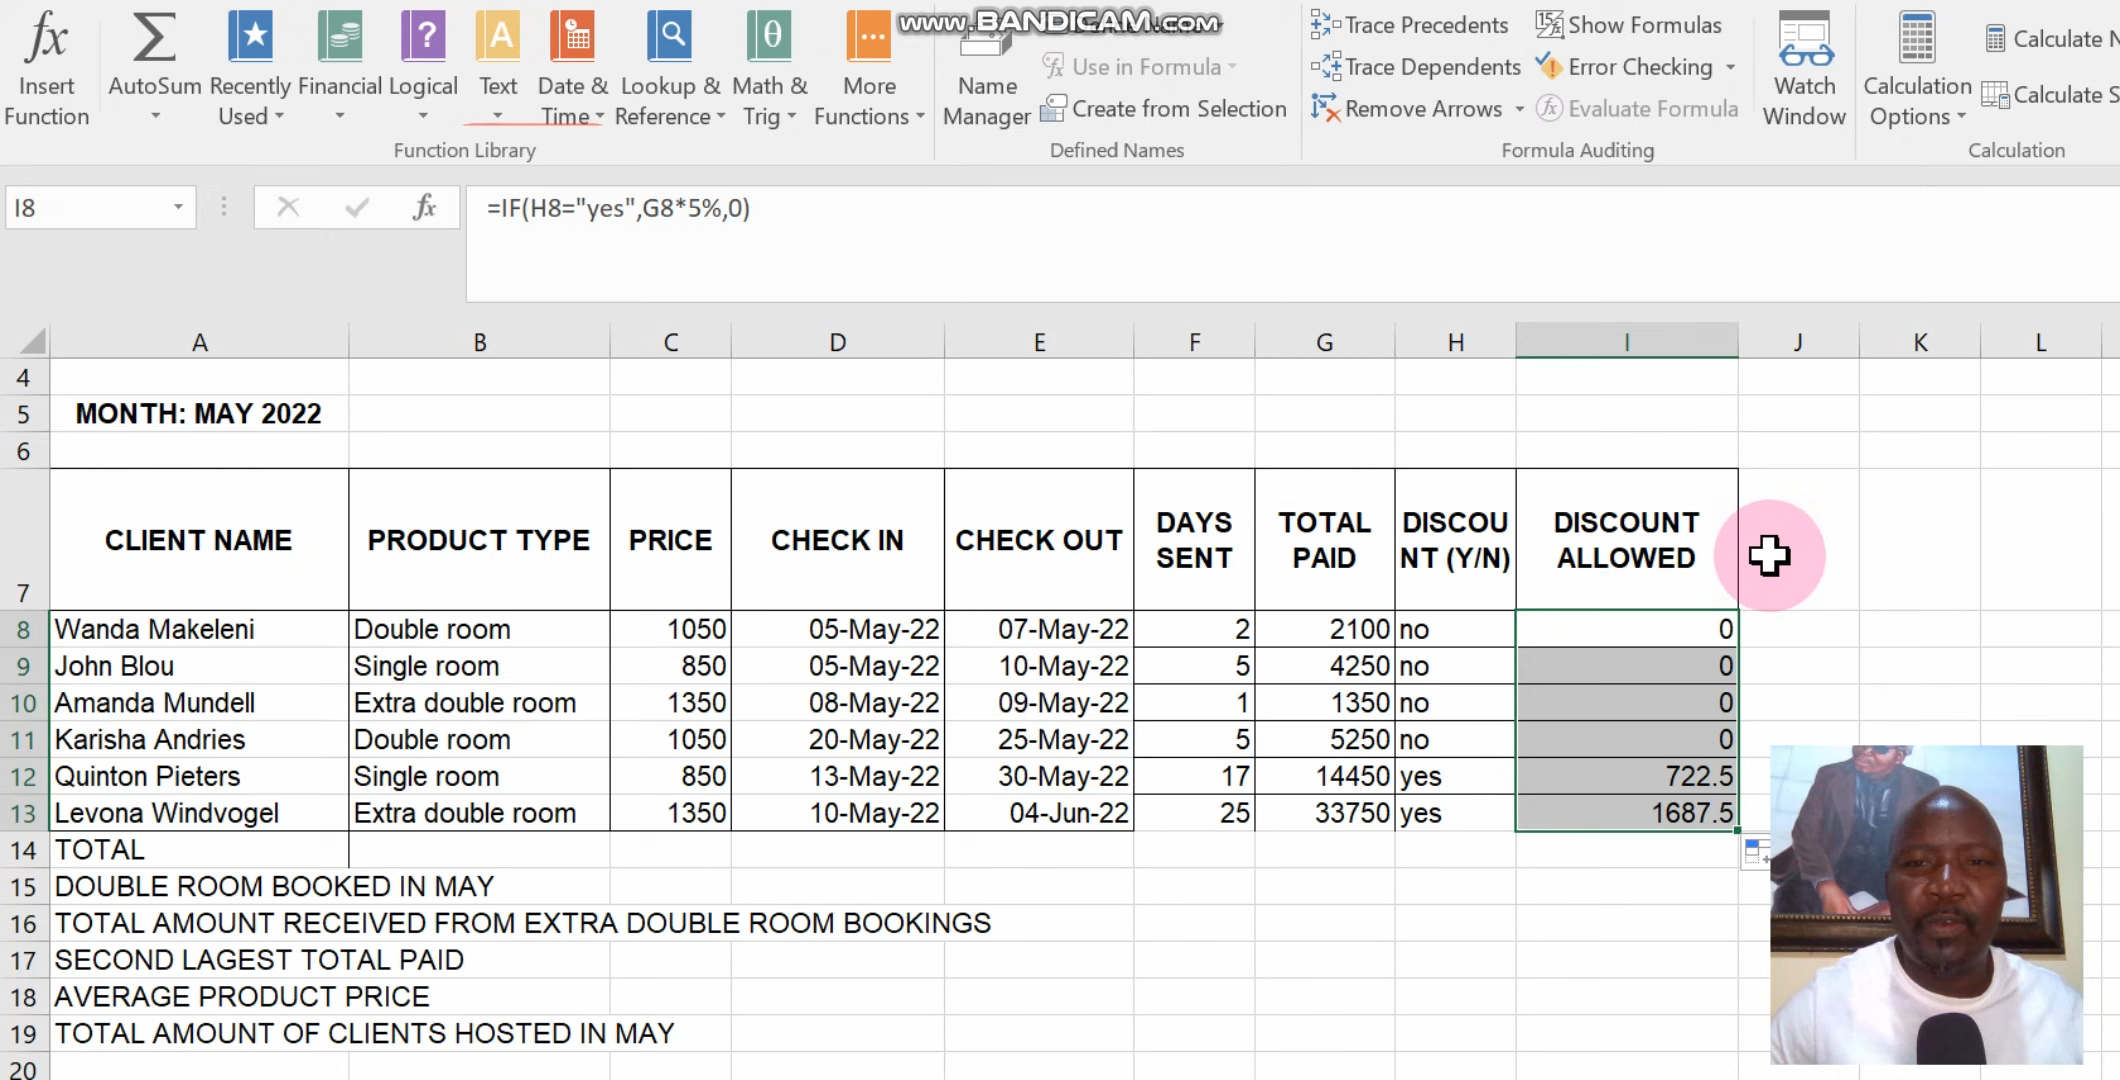 www.BANDICAM.com
Insert Function
AutoSum
Recently Used
Financial
Logical
Text
Date & Time
Lookup & Reference
Math & Trig
More Functions
Function Library
Name Manager
Use in Formula
Create from Selection
Defined Names
Trace Precedents
Trace Dependents
Remove Arrows
Show Formulas
Error Checking
Evaluate Formula
Formula Auditing
Watch Window
Calculation Options
Calculate N
Calculate S
Calculation
I8
fx
=IF(H8="yes",G8*5%,0)
A B C D E F G H I J K L
4
5 MONTH: MAY 2022
6
7 CLIENT NAME PRODUCT TYPE PRICE CHECK IN CHECK OUT DAYS SENT TOTAL PAID DISCOUNT (Y/N) DISCOUNT ALLOWED
8 Wanda Makeleni Double room 1050 05-May-22 07-May-22 2 2100 no 0
9 John Blou Single room 850 05-May-22 10-May-22 5 4250 no 0
10 Amanda Mundell Extra double room 1350 08-May-22 09-May-22 1 1350 no 0
11 Karisha Andries Double room 1050 20-May-22 25-May-22 5 5250 no 0
12 Quinton Pieters Single room 850 13-May-22 30-May-22 17 14450 yes 722.5
13 Levona Windvogel Extra double room 1350 10-May-22 04-Jun-22 25 33750 yes 1687.5
14 TOTAL
15 DOUBLE ROOM BOOKED IN MAY
16 TOTAL AMOUNT RECEIVED FROM EXTRA DOUBLE ROOM BOOKINGS
17 SECOND LAGEST TOTAL PAID
18 AVERAGE PRODUCT PRICE
19 TOTAL AMOUNT OF CLIENTS HOSTED IN MAY
20